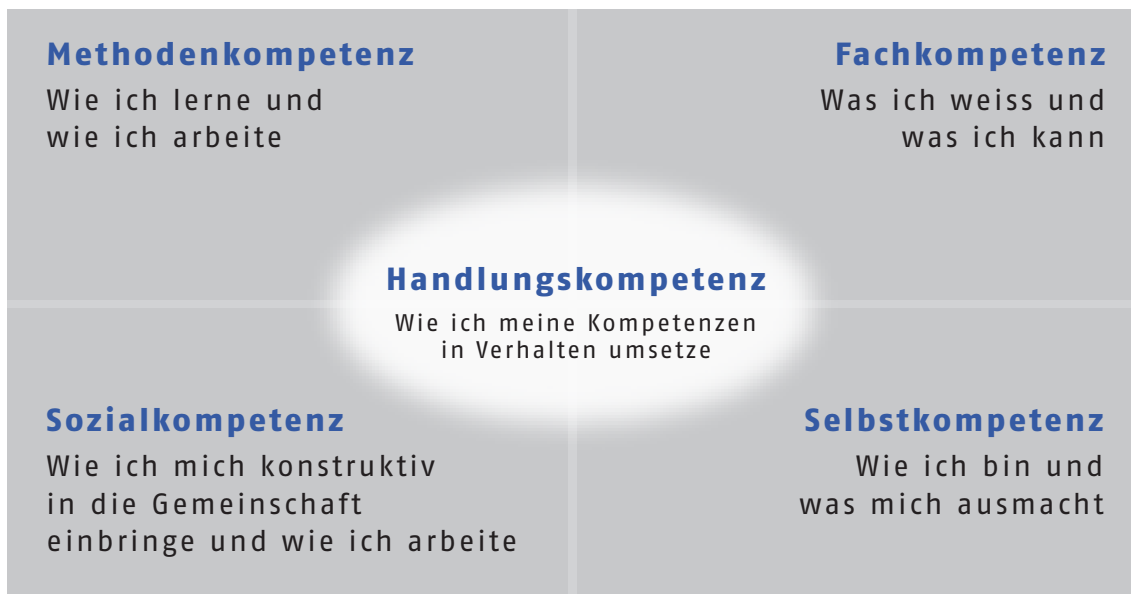 Methodenkompetenz
Wie ich lerne und
wie ich arbeite
Fachkompetenz
Was ich weiss und
was ich kann
Handlungskompetenz
Wie ich meine Kompetenzen
in Verhalten umsetze
Sozialkompetenz
Wie ich mich konstruktiv
in die Gemeinschaft
einbringe und wie ich arbeite
Selbstkompetenz
Wie ich bin und
was mich ausmacht